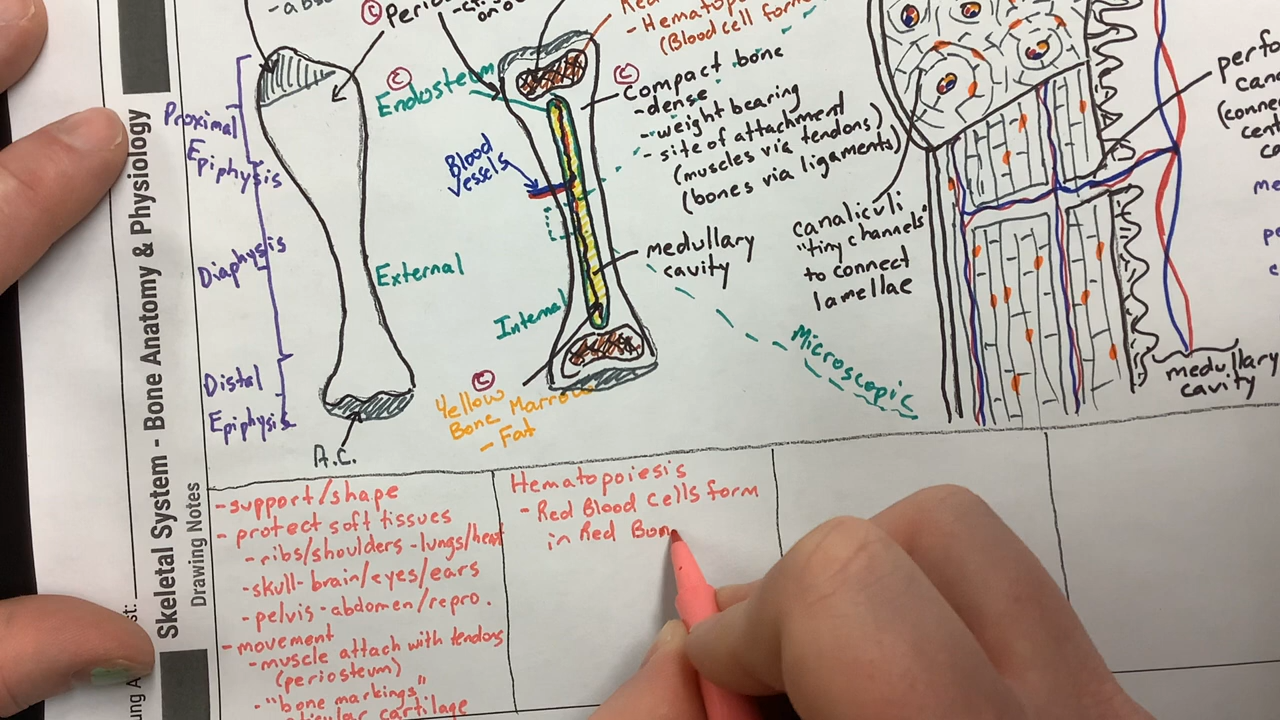 Skeletal System - Bone Anatomy & Physiology
Drawing Notes
©
©
Endosteum
- Hematopo
(Blood cell form
©
Compact bone
-dense
- weight bearing
- site of attachment
(muscles via tendons)
(bones via ligaments)
Proximal
Epiphysis
Diaphysis
Distal
Epiphysis
External
A.C.
Blood
Vessels
medullary
cavity
Internal
©
Yellow
Bone Marrow
- Fat
Microscopic
canaliculi
"tiny channels"
to connect
lamellae
medullary
cavity
-support/shape
- protect soft tissues
-ribs/shoulders -lungs/heart
-skull-brain/eyes/ears
-pelvis-abdomen/repro.
-movement
-muscle attach with tendons
(periosteum)
-"bone markings"
cartilage
Hematopoiesis
- Red Blood Cells form
in Red Bon